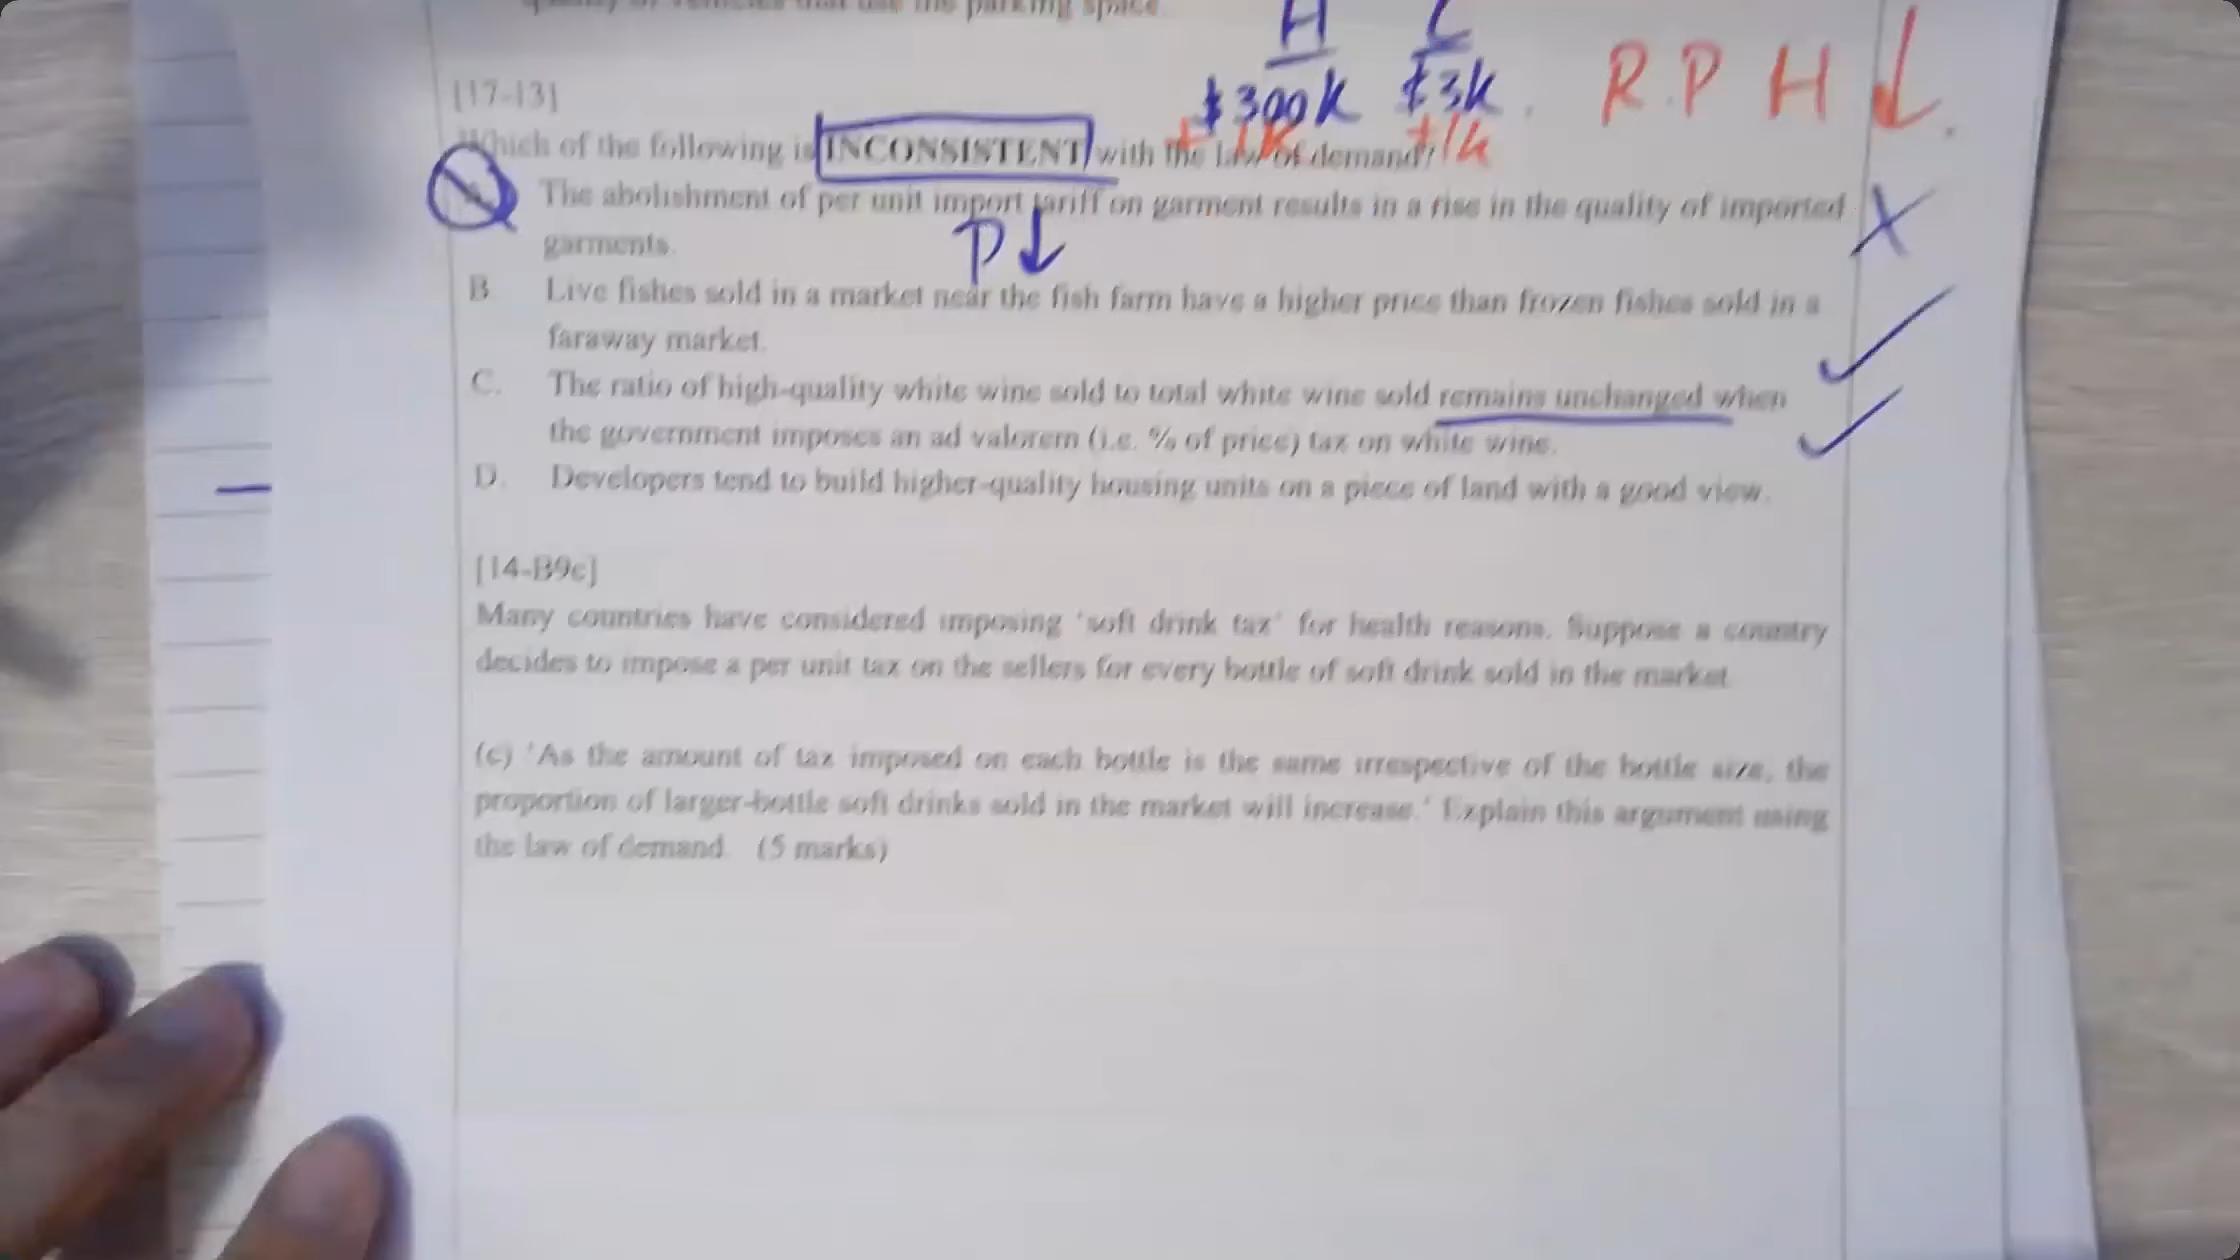 quality of vehicles that use the parking space.
H L
$300k $3k. R.P H ↓.
+1k +1k
[17-13]
Which of the following is INCONSISTENT with the law of demand?
A. The abolishment of per unit import tariff on garment results in a rise in the quality of imported
garments.
P↓
B. Live fishes sold in a market near the fish farm have a higher price than frozen fishes sold in a
faraway market.
C. The ratio of high-quality white wine sold to total white wine sold remains unchanged when
the government imposes an ad valorem (i.e. % of price) tax on white wine.
D. Developers tend to build higher-quality housing units on a piece of land with a good view.
[14-B9c]
Many countries have considered imposing 'soft drink tax' for health reasons. Suppose a country
decides to impose a per unit tax on the sellers for every bottle of soft drink sold in the market.
(c) 'As the amount of tax imposed on each bottle is the same irrespective of the bottle size, the
proportion of larger-bottle soft drinks sold in the market will increase.' Explain this argument using
the law of demand. (5 marks)